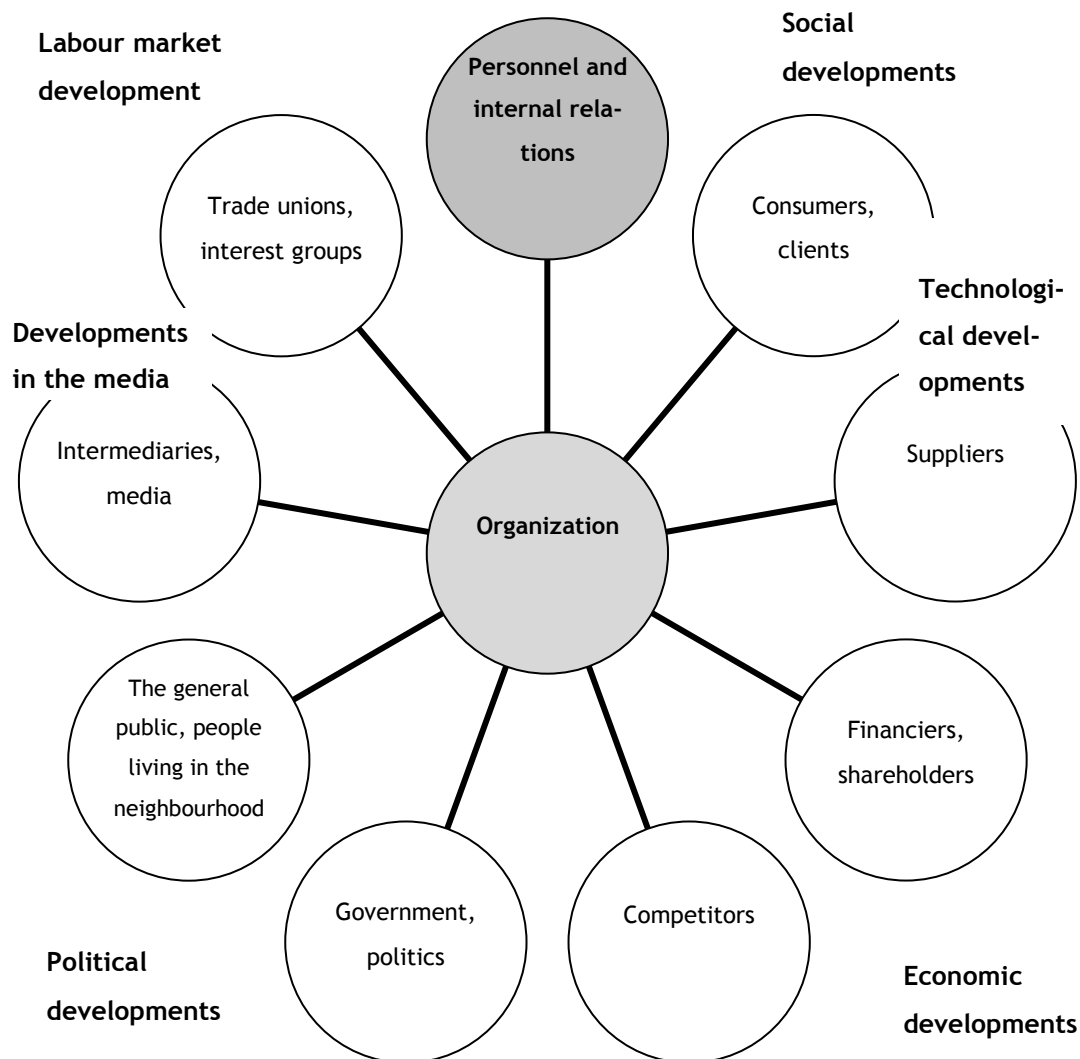 Labour market
development
Personnel and
internal rela-
tions
Social
developments
Trade unions,
interest groups
Consumers,
clients
Developments
in the media
Technologi-
cal devel-
opments
Intermediaries,
media
Organization
Suppliers
The general
public, people
living in the
neighbourhood
Financiers,
shareholders
Government,
politics
Competitors
Political
developments
Economic
developments